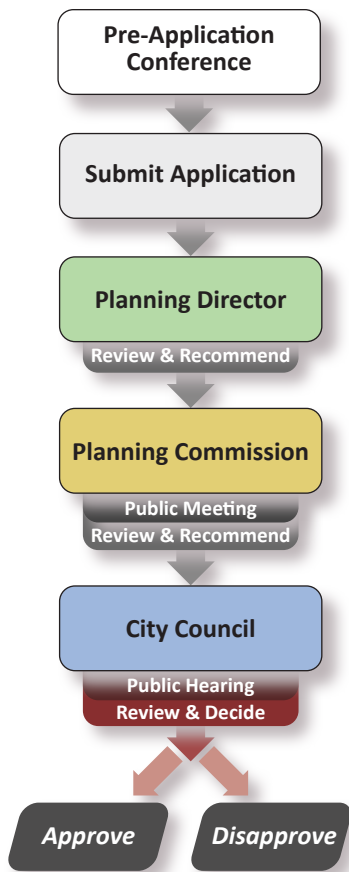 Pre-Application
Conference
Submit Application
Planning Director
Review & Recommend
Planning Commission
Public Meeting
Review & Recommend
City Council
Public Hearing
Review & Decide
Approve
Disapprove